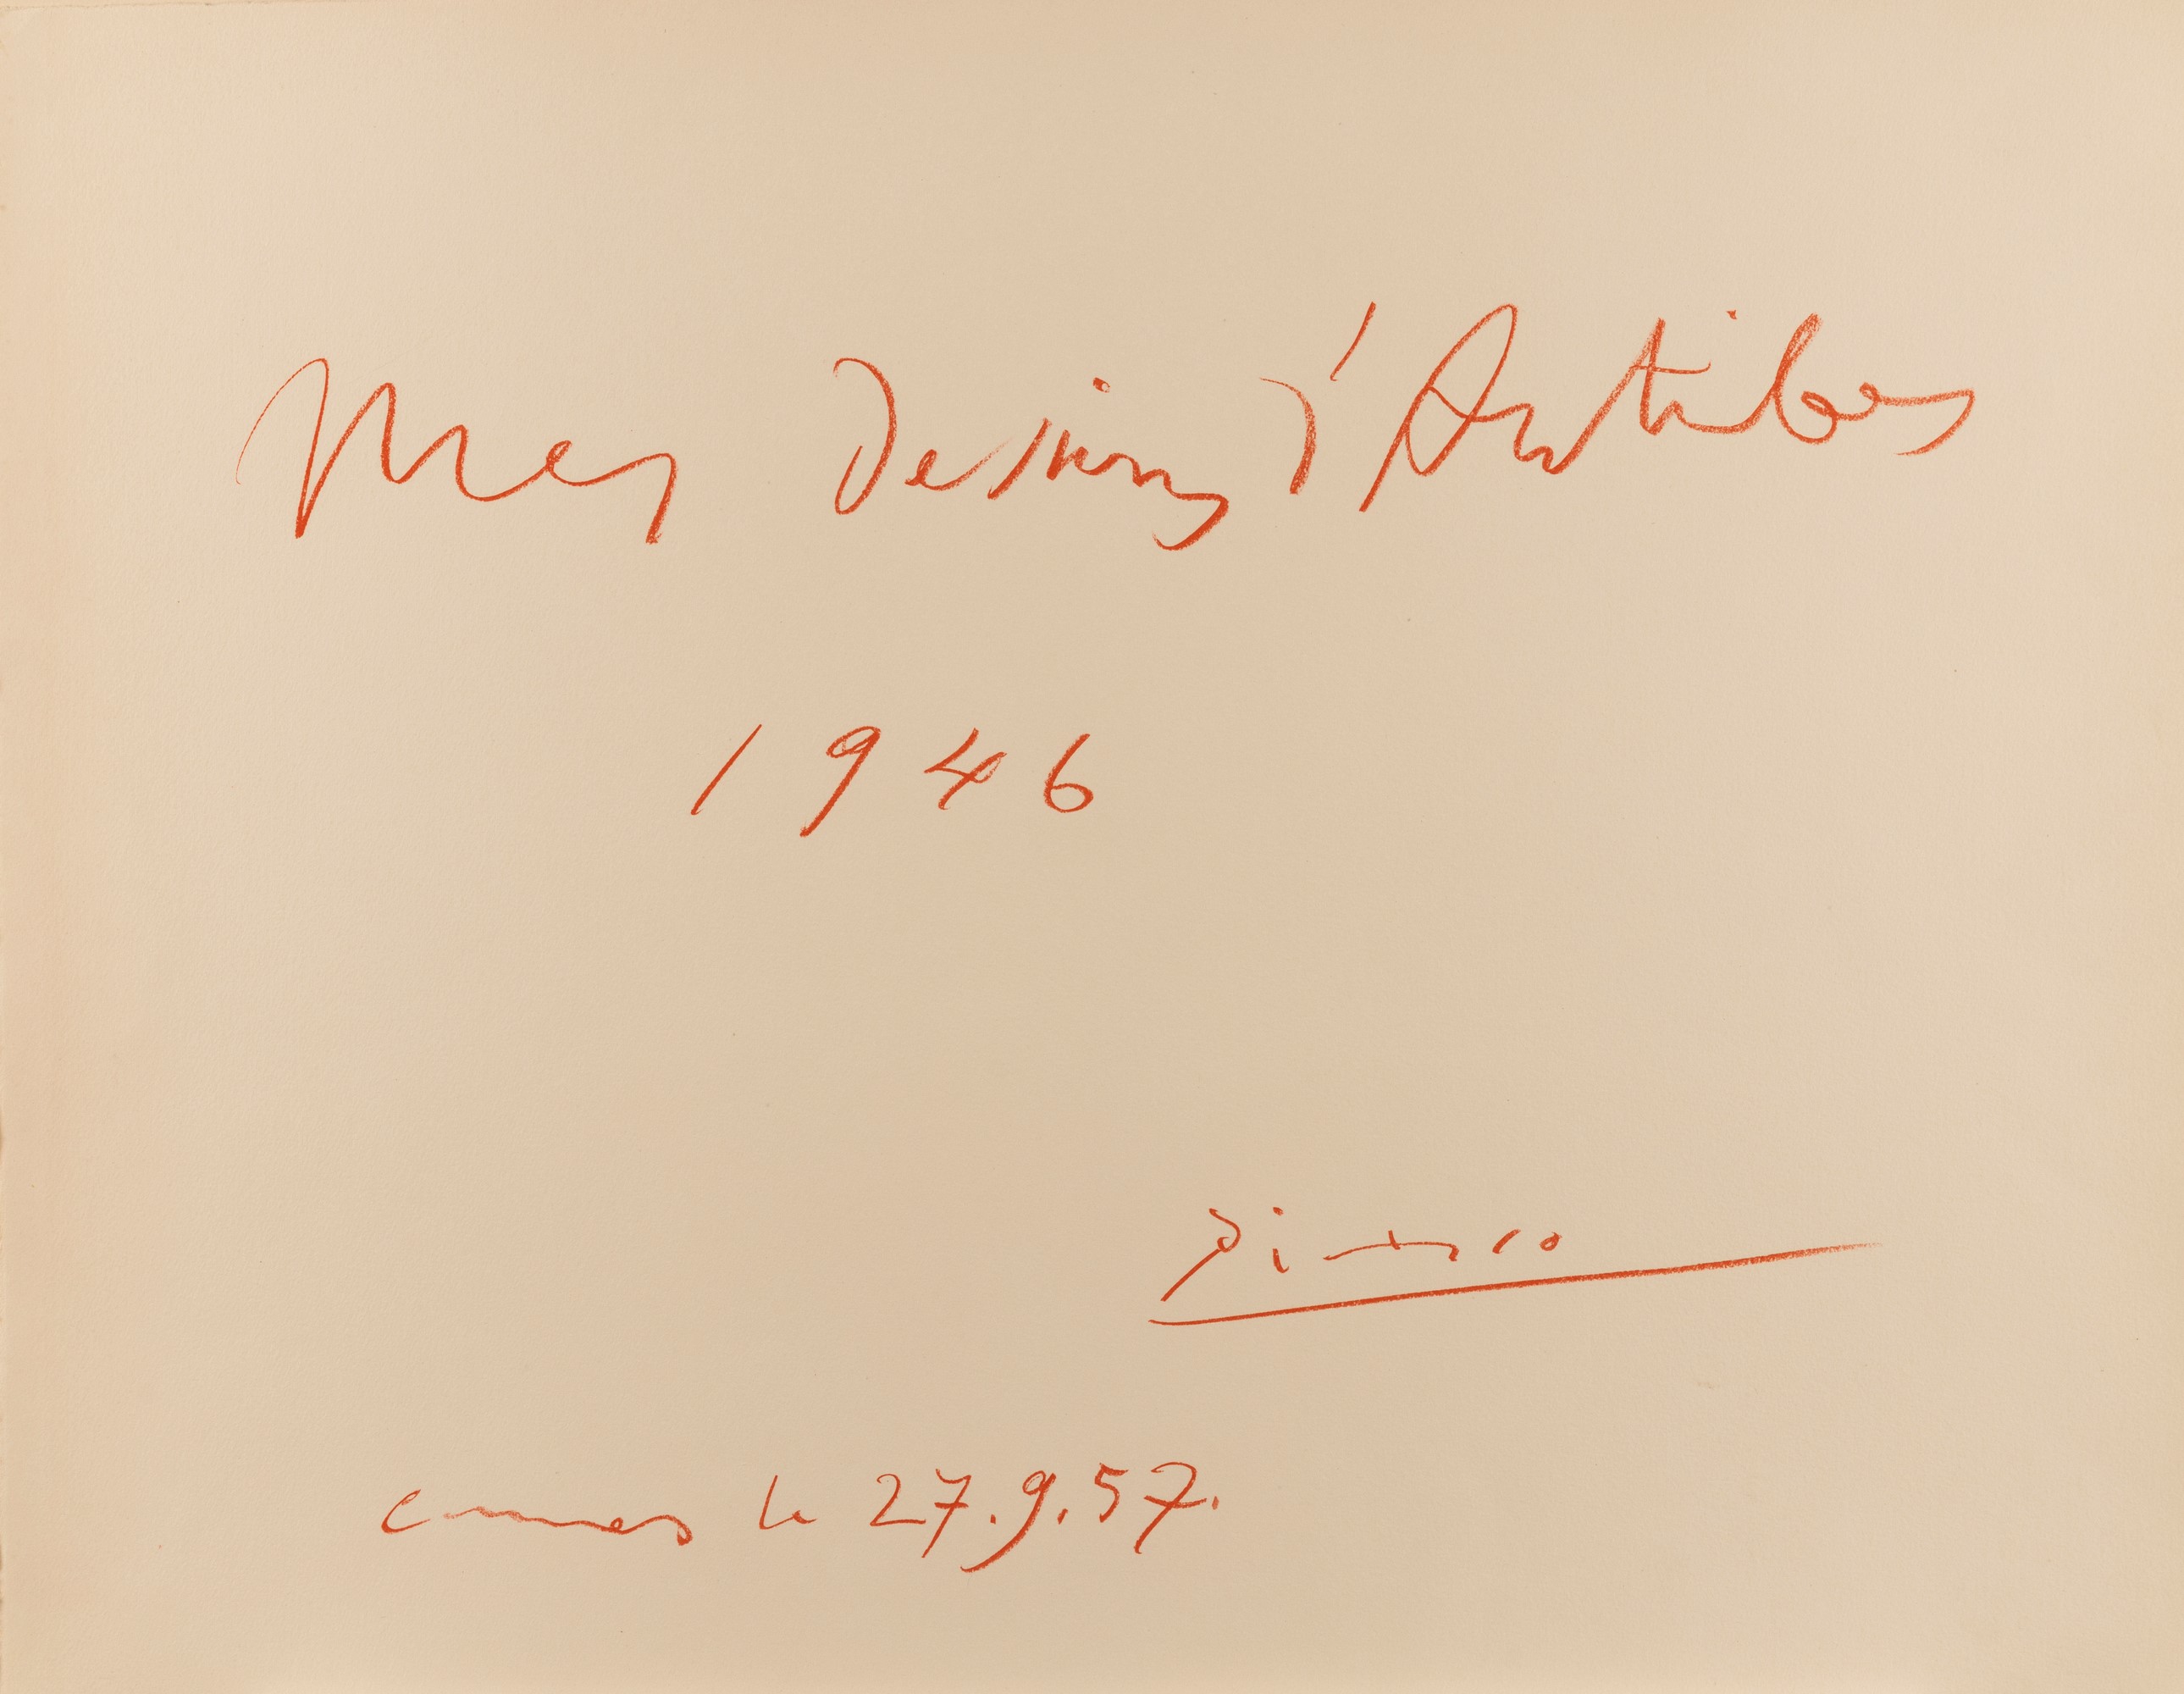 Mes Dessins d'Antibes
1946
Picasso
Cannes le 27.9.57.